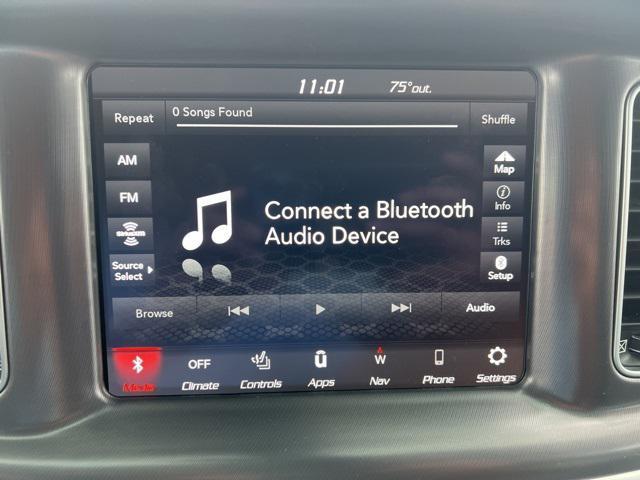 11:01 75°out.
Repeat 0 Songs Found Shuffle
AM
Map
FM
Info
SiriusXM
Connect a Bluetooth
Audio Device
Trks
Source
Select
Setup
Browse Audio
OFF ü W
Media Climate Controls Apps Nav Phone Settings